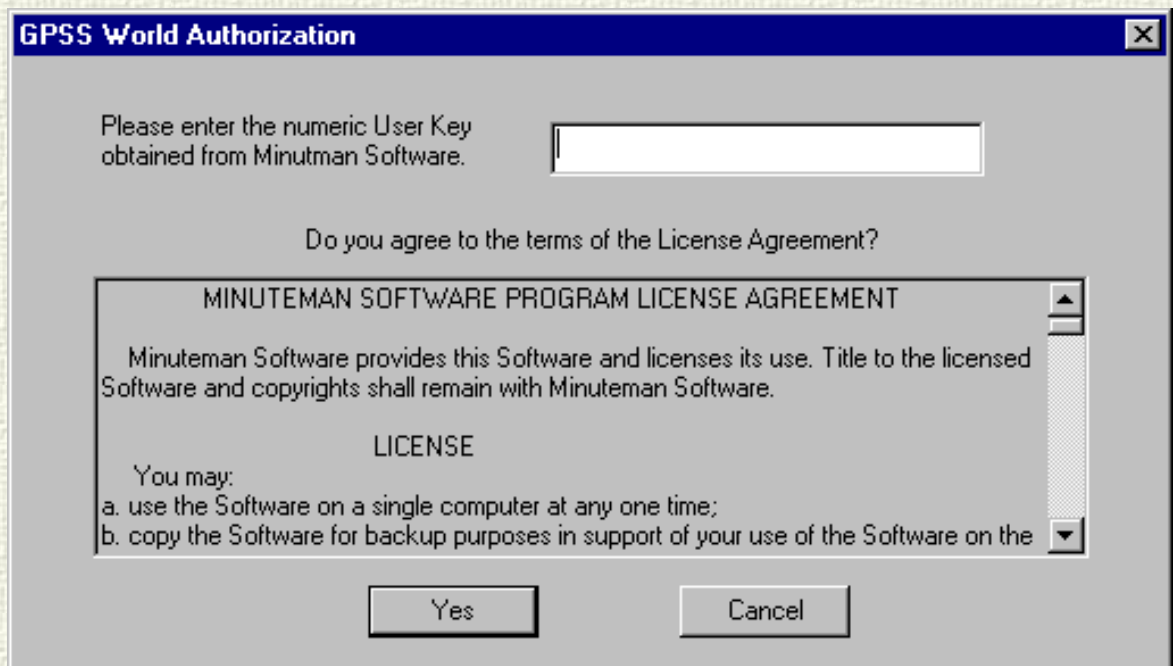 GPSS World Authorization
Please enter the numeric User Key
obtained from Minutman Software.
Do you agree to the terms of the License Agreement?
MINUTEMAN SOFTWARE PROGRAM LICENSE AGREEMENT
Minuteman Software provides this Software and licenses its use. Title to the licensed
Software and copyrights shall remain with Minuteman Software.
LICENSE
You may:
a. use the Software on a single computer at any one time;
b. copy the Software for backup purposes in support of your use of the Software on the
Yes Cancel